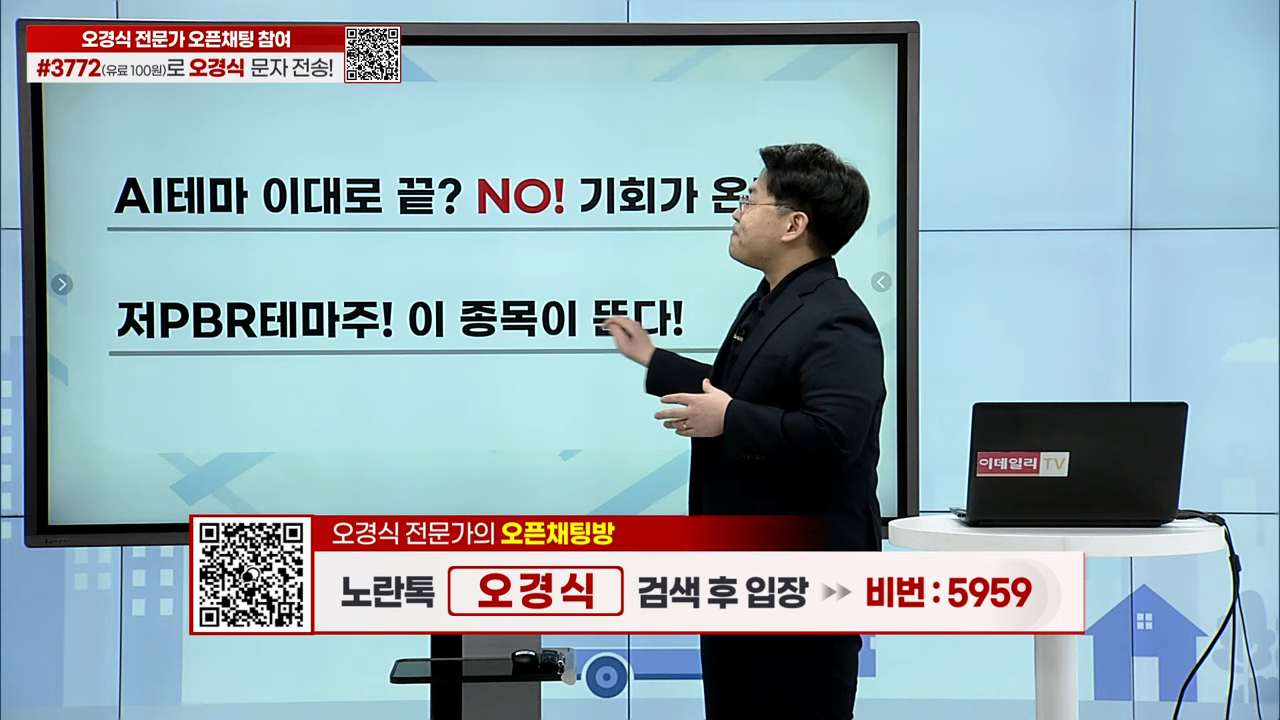 오경식 전문가 오픈채팅 참여
#3772(유료 100원)로 오경식 문자 전송!
AI테마 이대로 끝? NO! 기회가
저PBR테마주! 이 종목이 뜬다!
이데일리TV
오경식 전문가의 오픈채팅방
노란톡 오경식 검색 후 입장 비번 : 5959